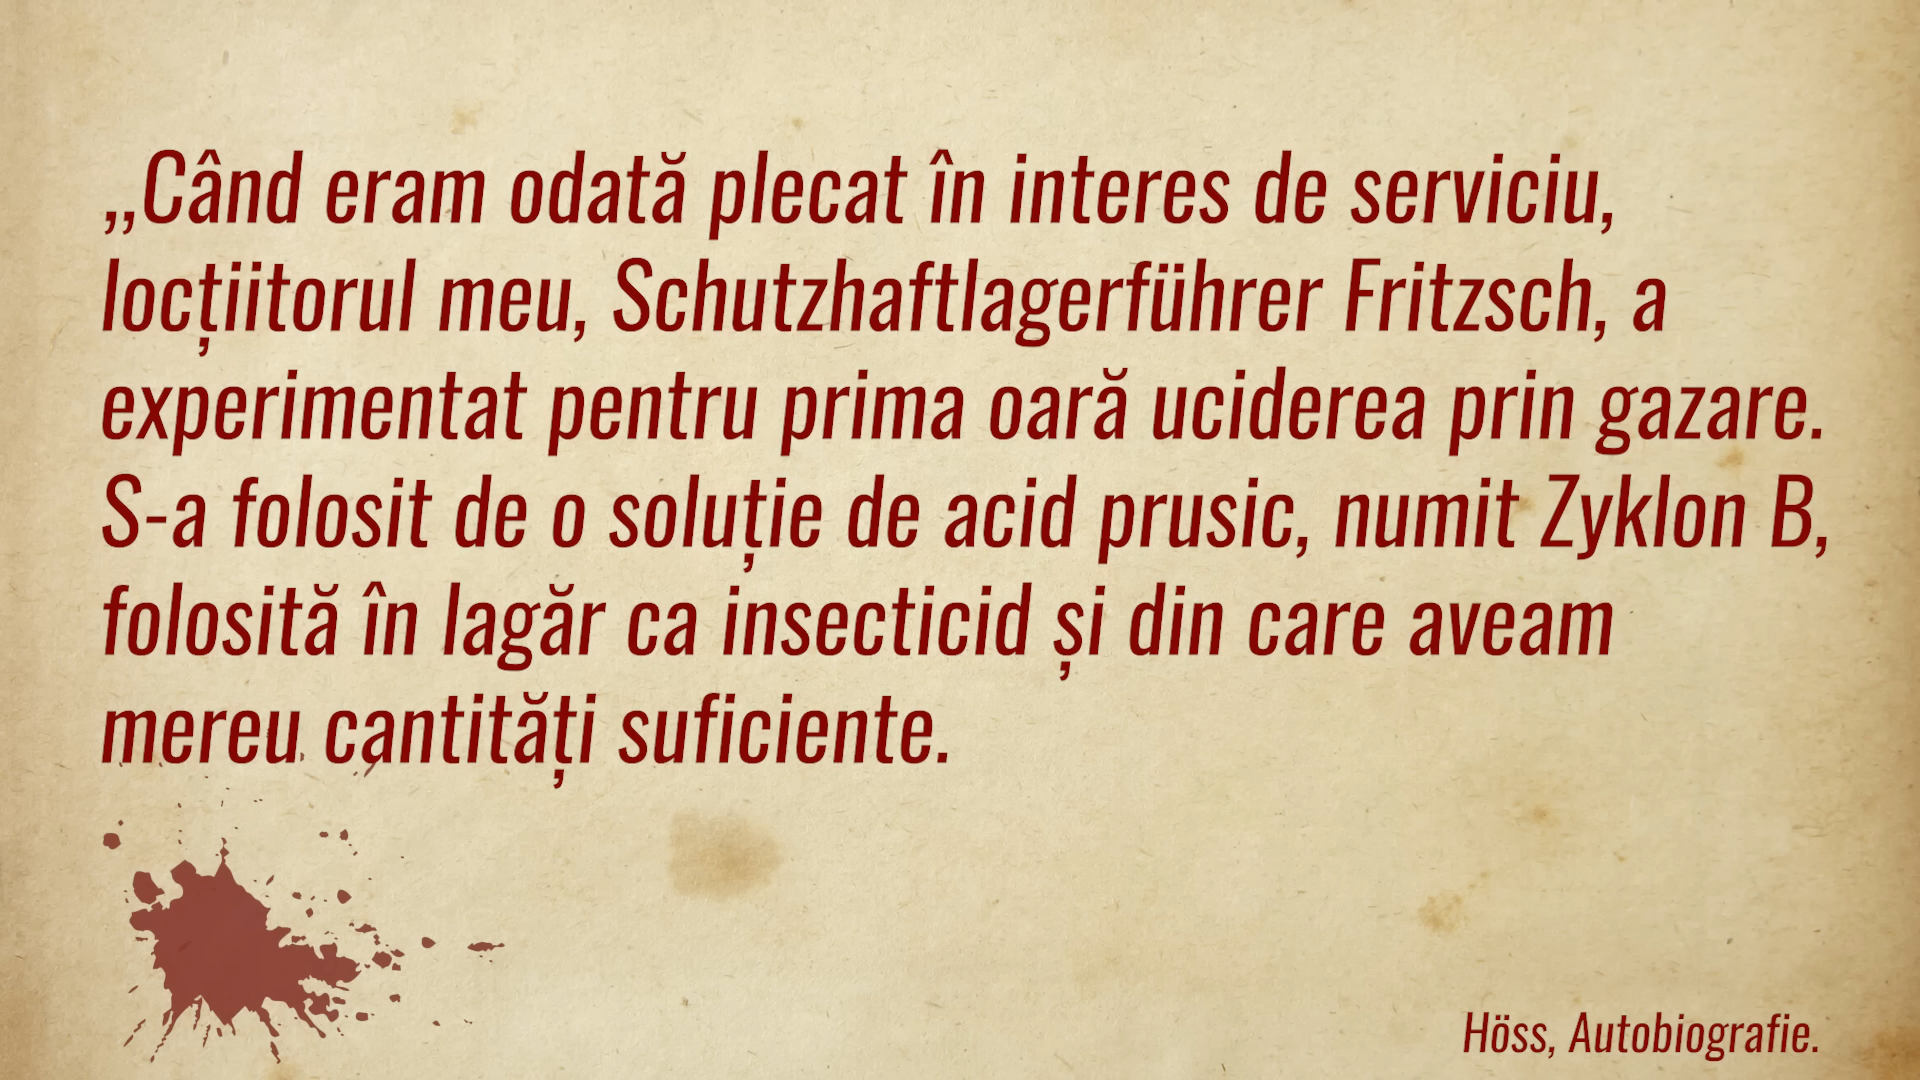 „Când eram odată plecat în interes de serviciu,
locțiitorul meu, Schutzhaftlagerführer Fritzsch, a
experimentat pentru prima oară uciderea prin gazare.
S-a folosit de o soluție de acid prusic, numit Zyklon B,
folosită în lagăr ca insecticid și din care aveam
mereu cantități suficiente.
Höss, Autobiografie.